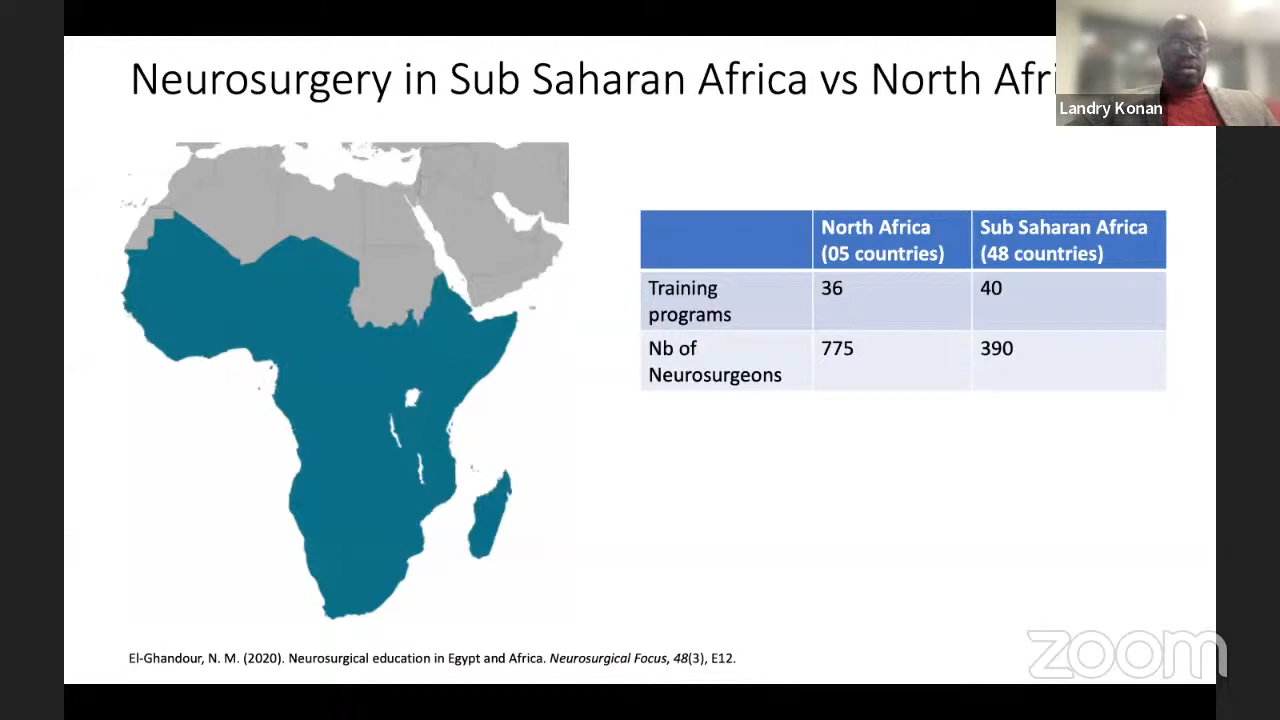 Neurosurgery in Sub Saharan Africa vs North Afri
Landry Konan
North Africa
(05 countries)
Sub Saharan Africa
(48 countries)
Training
programs
36
40
Nb of
Neurosurgeons
775
390
El-Ghandour, N. M. (2020). Neurosurgical education in Egypt and Africa. Neurosurgical Focus, 48(3), E12.
zoom